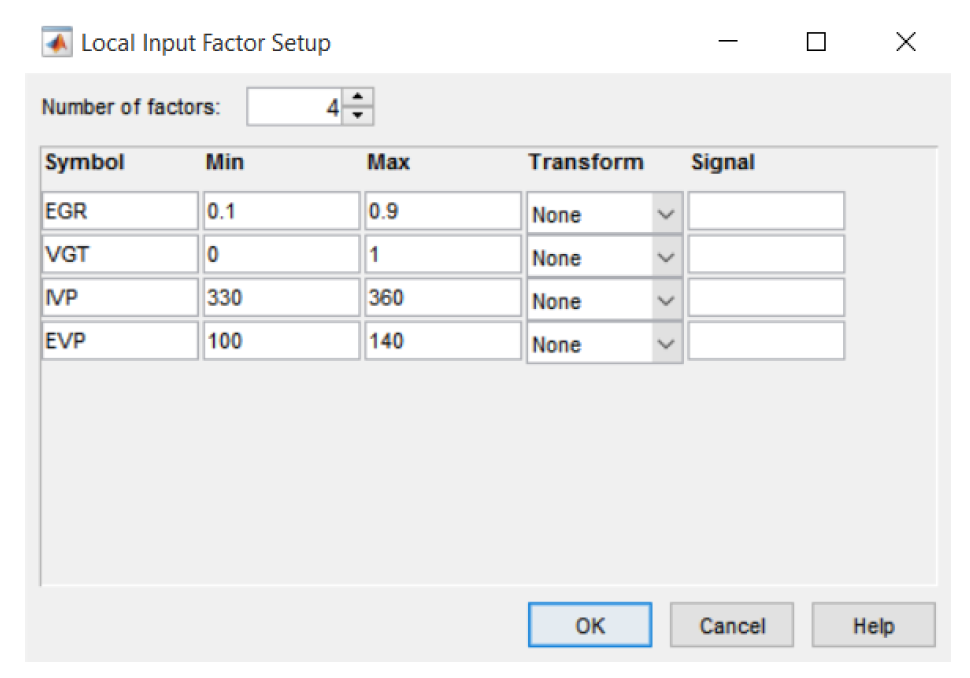 Local Input Factor Setup
Number of factors: 4
Symbol Min Max Transform Signal
EGR 0.1 0.9 None
VGT 0 1 None
IVP 330 360 None
EVP 100 140 None
OK Cancel Help